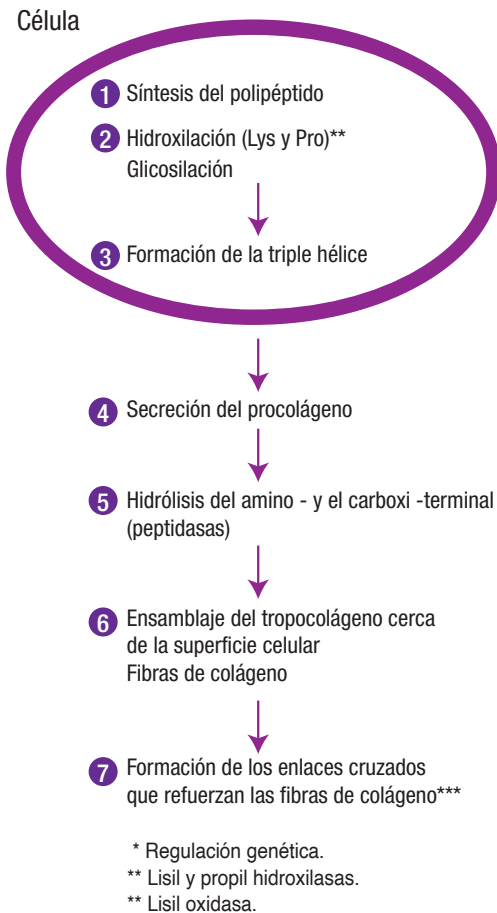 Célula
1 Síntesis del polipéptido
2 Hidroxilación (Lys y Pro)**
Glicosilación
3 Formación de la triple hélice
4 Secreción del procolágeno
5 Hidrólisis del amino - y el carboxi -terminal
(peptidasas)
6 Ensamblaje del tropocolágeno cerca
de la superficie celular
Fibras de colágeno
7 Formación de los enlaces cruzados
que refuerzan las fibras de colágeno***
* Regulación genética.
** Lisil y propil hidroxilasas.
** Lisil oxidasa.